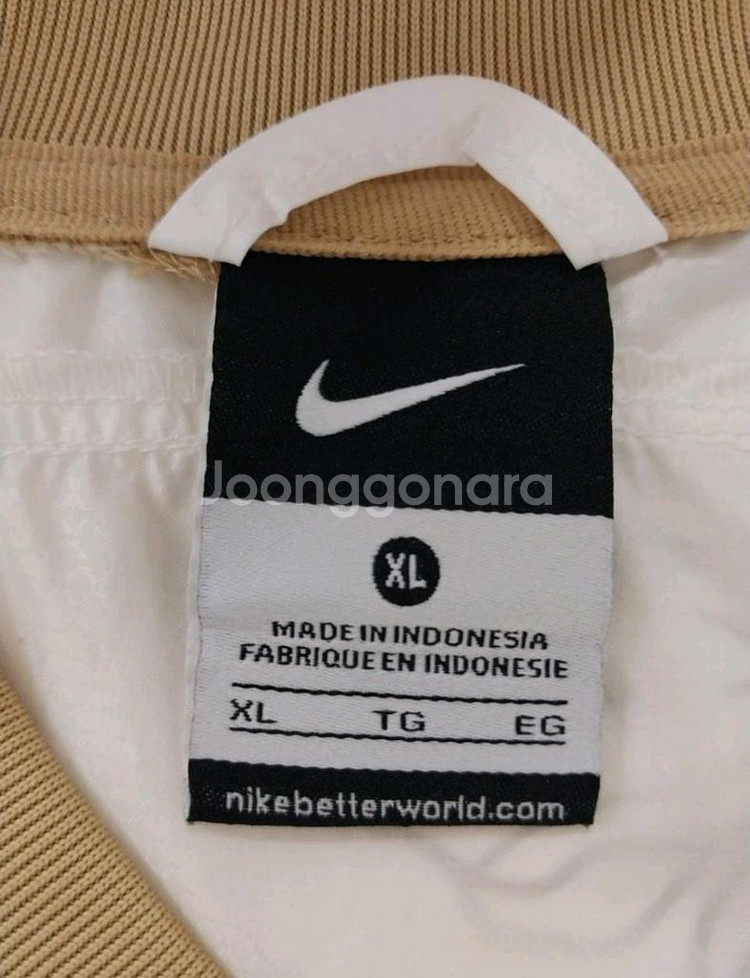 Joonggonara
XL
MADE IN INDONESIA
FABRIQUE EN INDONESIE
XL TG EG
nikebetterworld.com